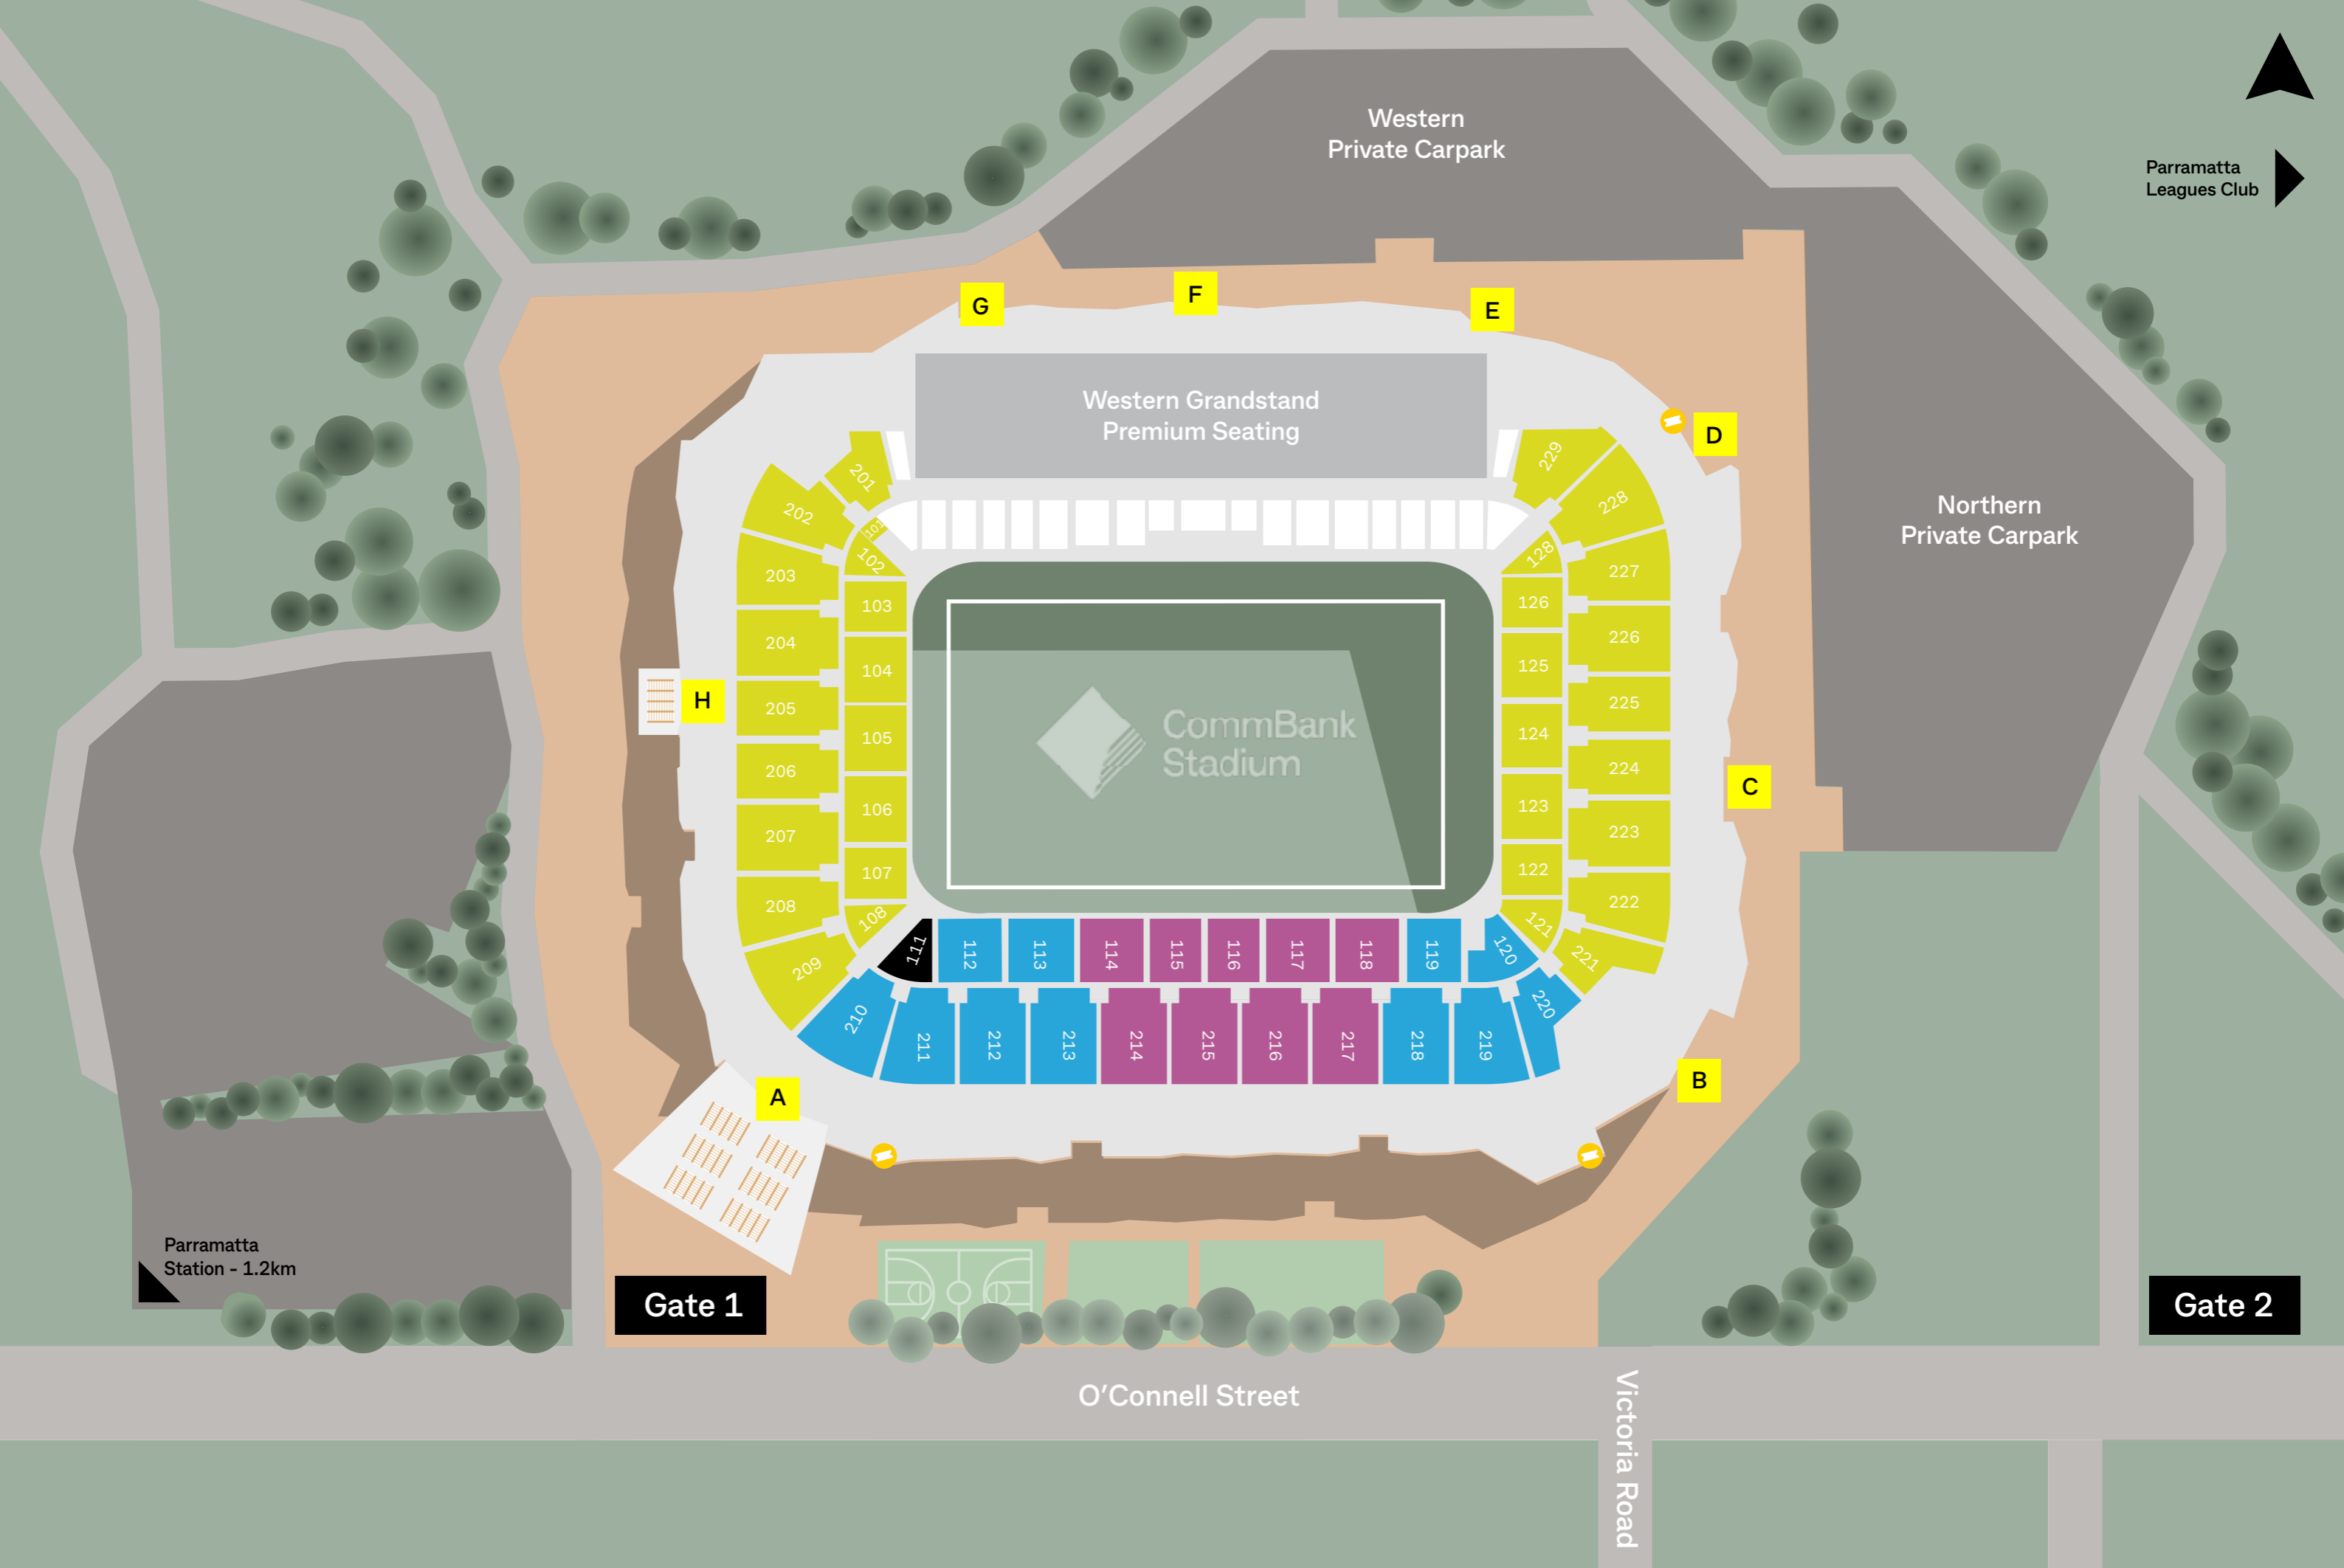 Western
Private Carpark
Parramatta
Leagues Club
G
F
E
D
Western Grandstand
Premium Seating
Northern
Private Carpark
201
229
202
228
101
102
128
203
227
103
126
204
226
104
125
H
205
225
105
124
CommBank
Stadium
206
224
C
106
123
207
223
107
122
208
222
108
121
209
221
111
112
113
114
115
116
117
118
119
120
210
211
212
213
214
215
216
217
218
219
220
A
B
Parramatta
Station - 1.2km
Gate 1
Gate 2
O'Connell Street
Victoria Road